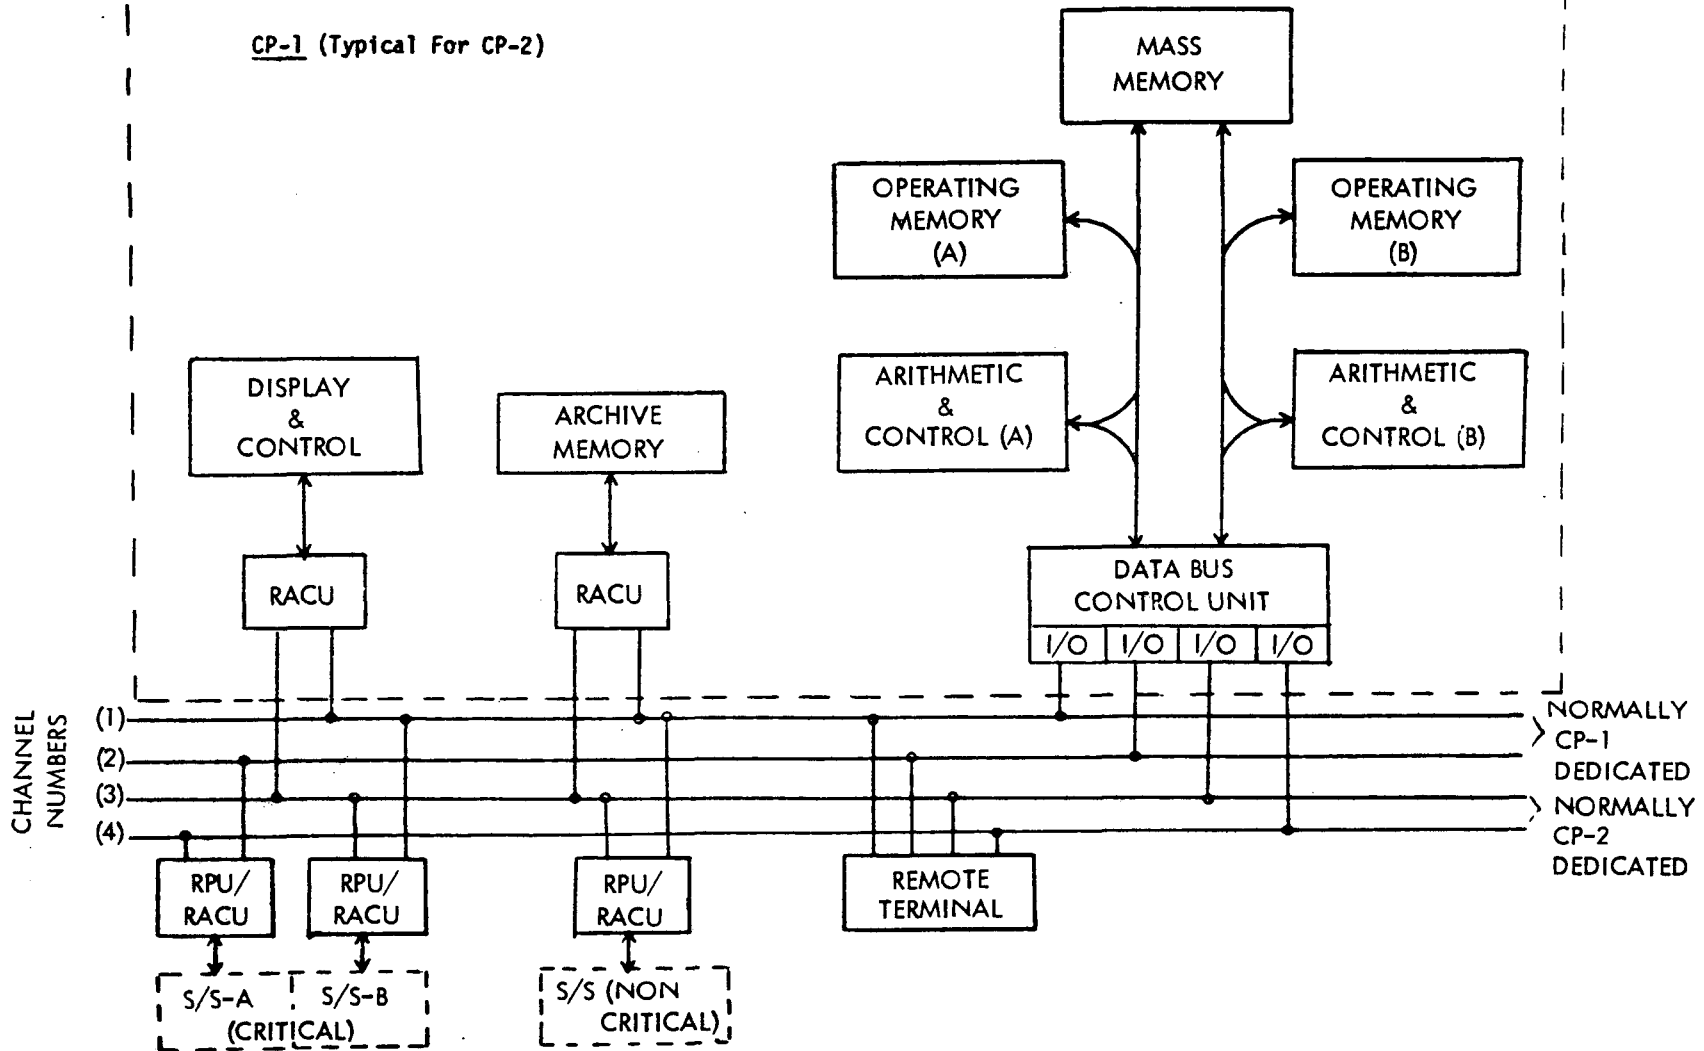 CP-1 (Typical For CP-2)
MASS
MEMORY
OPERATING
MEMORY
(A)
OPERATING
MEMORY
(B)
DISPLAY
&
CONTROL
ARCHIVE
MEMORY
ARITHMETIC
&
CONTROL (A)
ARITHMETIC
&
CONTROL (B)
RACU
RACU
DATA BUS
CONTROL UNIT
I/O I/O I/O I/O
CHANNEL
NUMBERS
(1)
(2)
(3)
(4)
NORMALLY
CP-1
DEDICATED
NORMALLY
CP-2
DEDICATED
RPU/
RACU
RPU/
RACU
RPU/
RACU
REMOTE
TERMINAL
S/S-A S/S-B
(CRITICAL)
S/S (NON
CRITICAL)